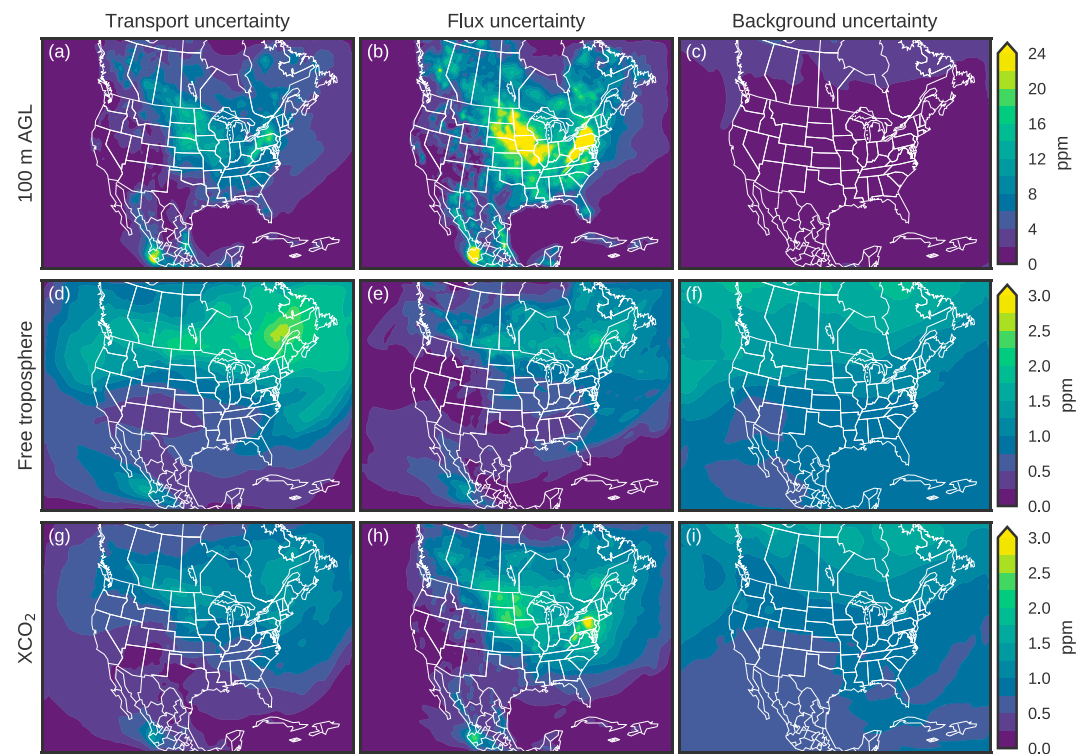 Transport uncertainty Flux uncertainty Background uncertainty
100 m AGL
(a) (b) (c)
24
20
16
12
8
4
0
ppm
Free troposphere
(d) (e) (f)
3.0
2.5
2.0
1.5
1.0
0.5
0.0
ppm
XCO₂
(g) (h) (i)
3.0
2.5
2.0
1.5
1.0
0.5
0.0
ppm